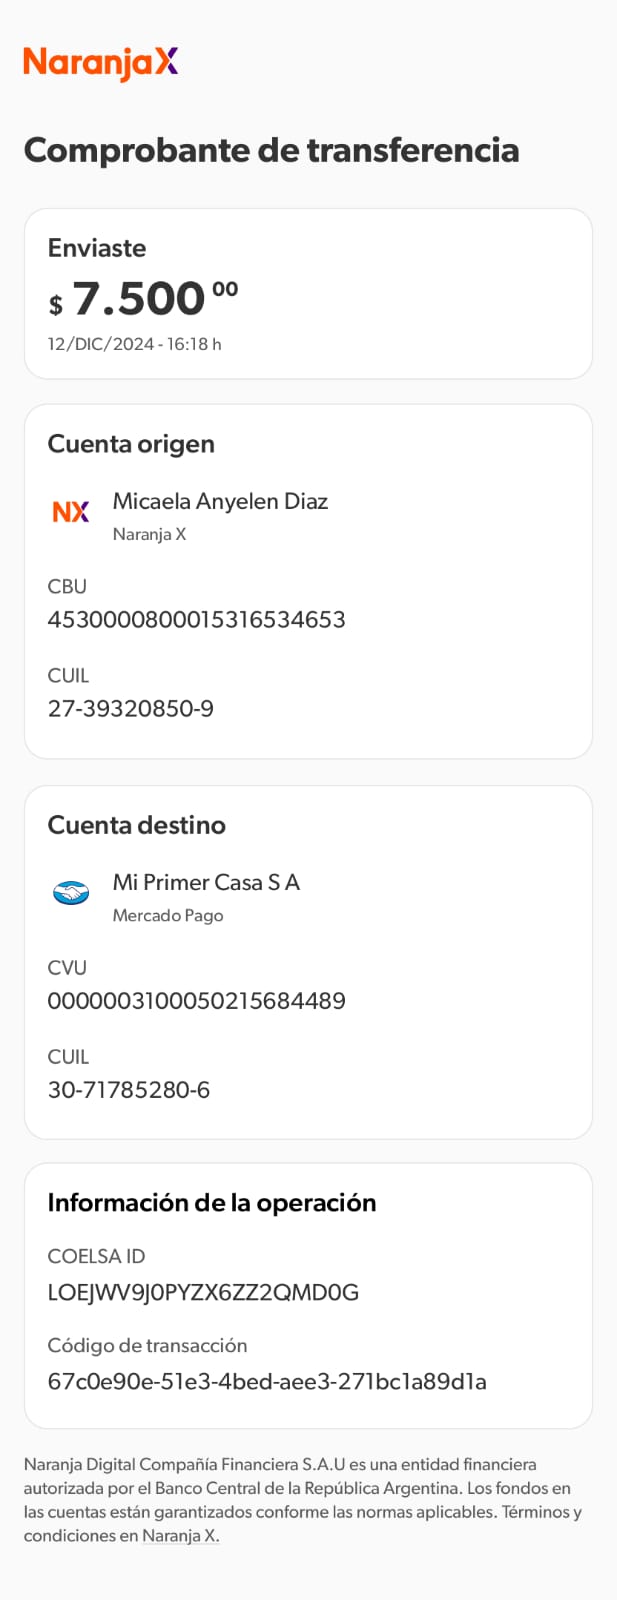 NaranjaX
Comprobante de transferencia
Enviaste
$ 7.500 00
12/DIC/2024 - 16:18 h
Cuenta origen
NX
Micaela Anyelen Diaz
Naranja X
CBU
4530000800015316534653
CUIL
27-39320850-9
Cuenta destino
Mi Primer Casa S A
Mercado Pago
CVU
0000003100050215684489
CUIL
30-71785280-6
Información de la operación
COELSA ID
LOEJWV9J0PYZX6ZZ2QMD0G
Código de transacción
67c0e90e-51e3-4bed-aee3-271bc1a89d1a
Naranja Digital Compañía Financiera S.A.U es una entidad financiera
autorizada por el Banco Central de la República Argentina. Los fondos en
las cuentas están garantizados conforme las normas aplicables. Términos y
condiciones en Naranja X.